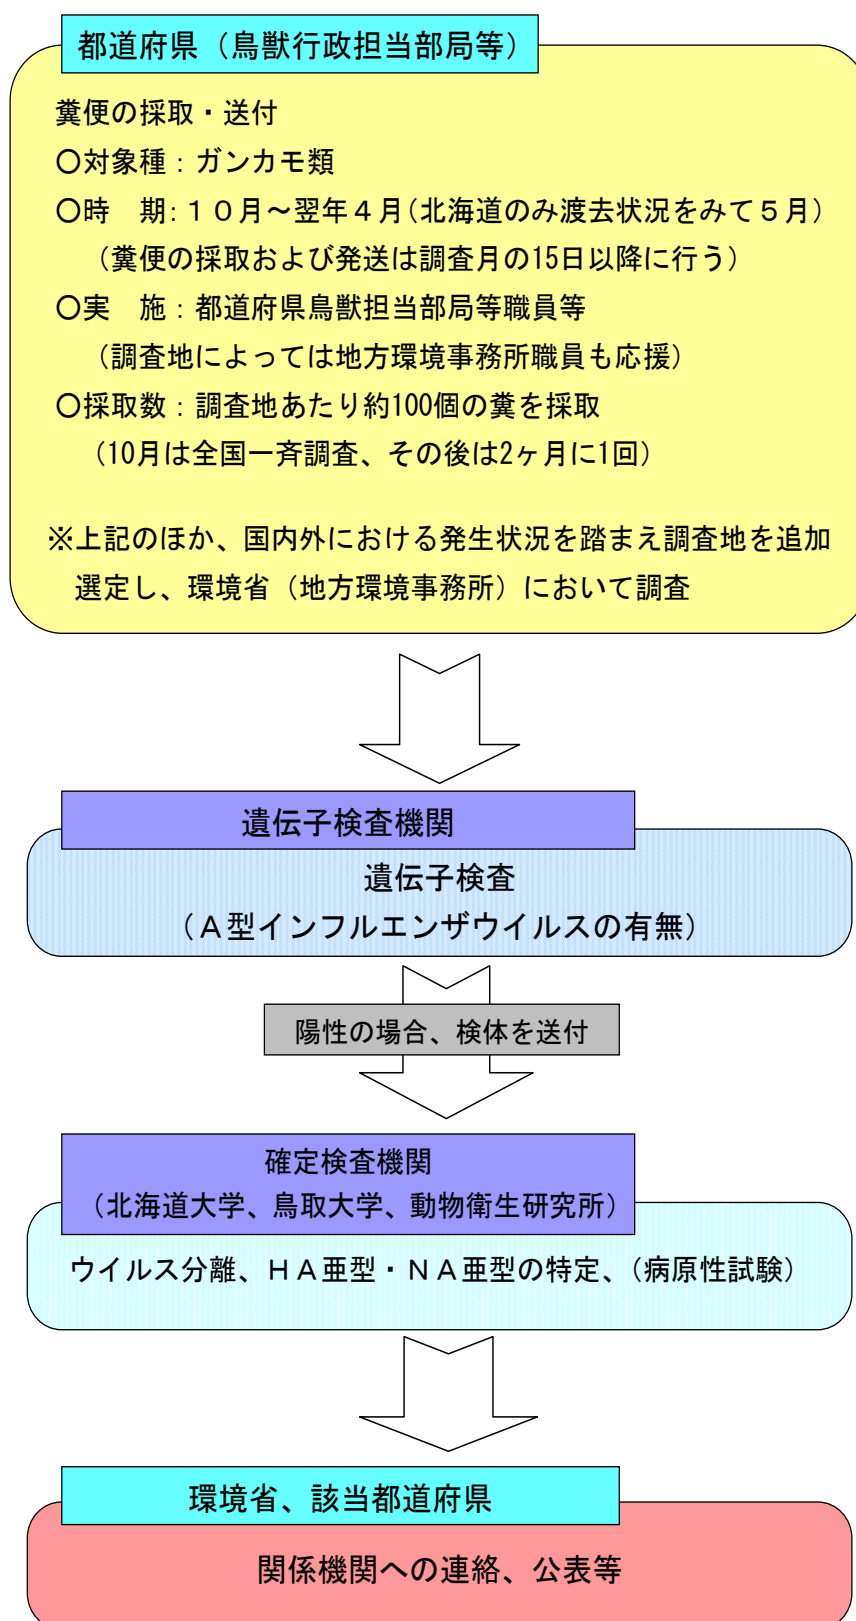 都道府県（鳥獣行政担当部局等）
糞便の採取・送付
○対象種：ガンカモ類
○時　期：１０月～翌年４月（北海道のみ渡去状況をみて５月）
（糞便の採取および発送は調査月の15日以降に行う）
○実　施：都道府県鳥獣担当部局等職員等
（調査地によっては地方環境事務所職員も応援）
○採取数：調査地あたり約100個の糞を採取
（10月は全国一斉調査、その後は2ヶ月に1回）
※上記のほか、国内外における発生状況を踏まえ調査地を追加
選定し、環境省（地方環境事務所）において調査
遺伝子検査機関
遺伝子検査
（Ａ型インフルエンザウイルスの有無）
陽性の場合、検体を送付
確定検査機関
（北海道大学、鳥取大学、動物衛生研究所）
ウイルス分離、ＨＡ亜型・ＮＡ亜型の特定、（病原性試験）
環境省、該当都道府県
関係機関への連絡、公表等